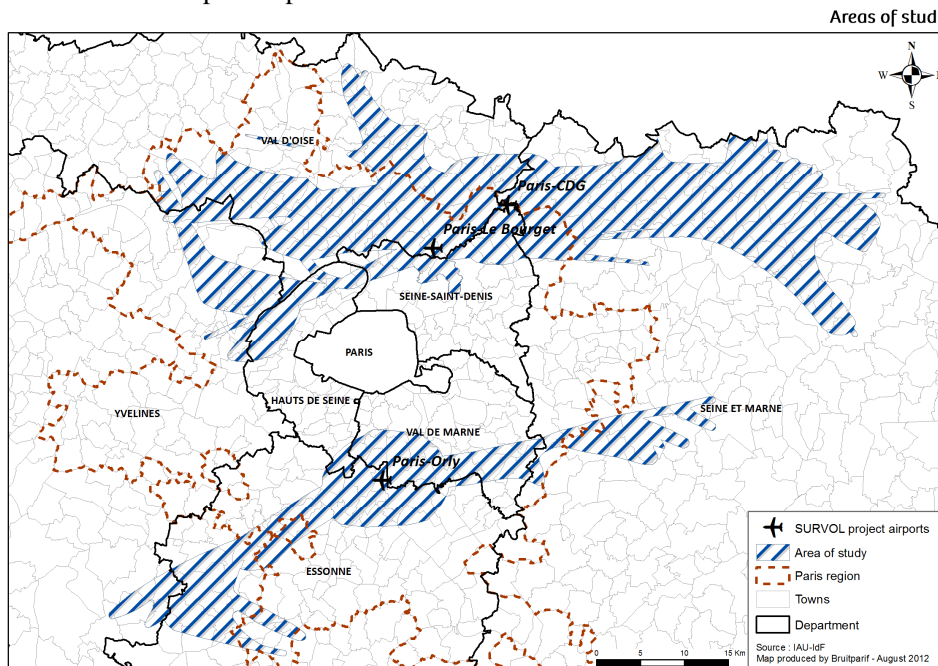 Areas of stud
N
W
S
VAL D'OISE
Paris-CDG
Paris-Le Bourget
SEINE-SAINT-DENIS
PARIS
HAUTS DE SEINE
YVELINES
SEINE ET MARNE
VAL DE MARNE
Paris-Orly
ESSONNE
SURVOL project airports
Area of study
Paris region
Towns
Department
Source : IAU-IdF
Map produced by Bruitparif - August 2012
0 5 10 15 Km